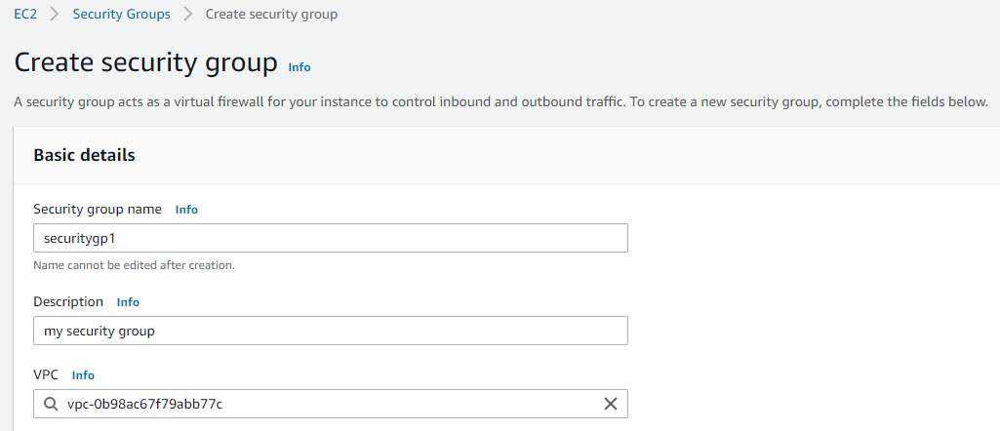 EC2 > Security Groups > Create security group
Create security group Info
A security group acts as a virtual firewall for your instance to control inbound and outbound traffic. To create a new security group, complete the fields below.
Basic details
Security group name Info
securitygp1
Name cannot be edited after creation.
Description Info
my security group
VPC Info
vpc-0b98ac67f79abb77c